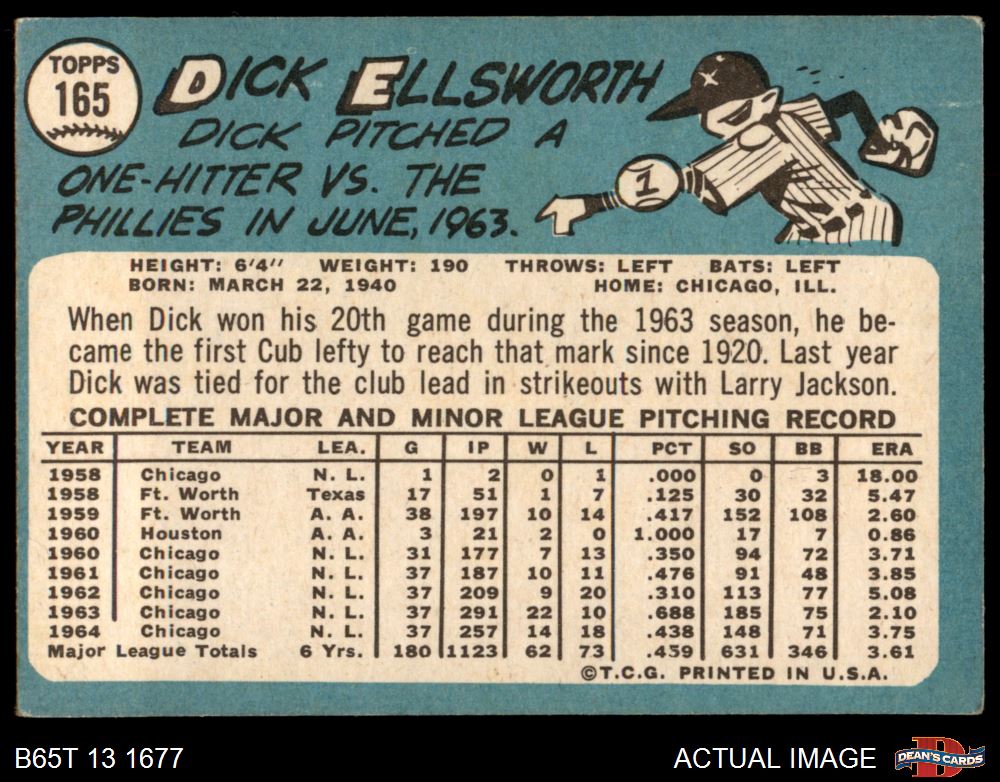 TOPPS
165
DICK ELLSWORTH
DICK PITCHED A
ONE-HITTER VS. THE
PHILLIES IN JUNE, 1963.
1
HEIGHT: 6'4" WEIGHT: 190 THROWS: LEFT BATS: LEFT
BORN: MARCH 22, 1940 HOME: CHICAGO, ILL.
When Dick won his 20th game during the 1963 season, he be-
came the first Cub lefty to reach that mark since 1920. Last year
Dick was tied for the club lead in strikeouts with Larry Jackson.
COMPLETE MAJOR AND MINOR LEAGUE PITCHING RECORD
YEAR TEAM LEA. G IP W L PCT SO BB ERA
1958 Chicago N. L. 1 2 0 1 .000 0 3 18.00
1958 Ft. Worth Texas 17 51 1 7 .125 30 32 5.47
1959 Ft. Worth A. A. 38 197 10 14 .417 152 108 2.60
1960 Houston A. A. 3 21 2 0 1.000 17 7 0.86
1960 Chicago N. L. 31 177 7 13 .350 94 72 3.71
1961 Chicago N. L. 37 187 10 11 .476 91 48 3.85
1962 Chicago N. L. 37 209 9 20 .310 113 77 5.08
1963 Chicago N. L. 37 291 22 10 .688 185 75 2.10
1964 Chicago N. L. 37 257 14 18 .438 148 71 3.75
Major League Totals 6 Yrs. 180 1123 62 73 .459 631 346 3.61
©T.C.G. PRINTED IN U.S.A.
B65T 13 1677 ACTUAL IMAGE
D
DEAN'S CARDS